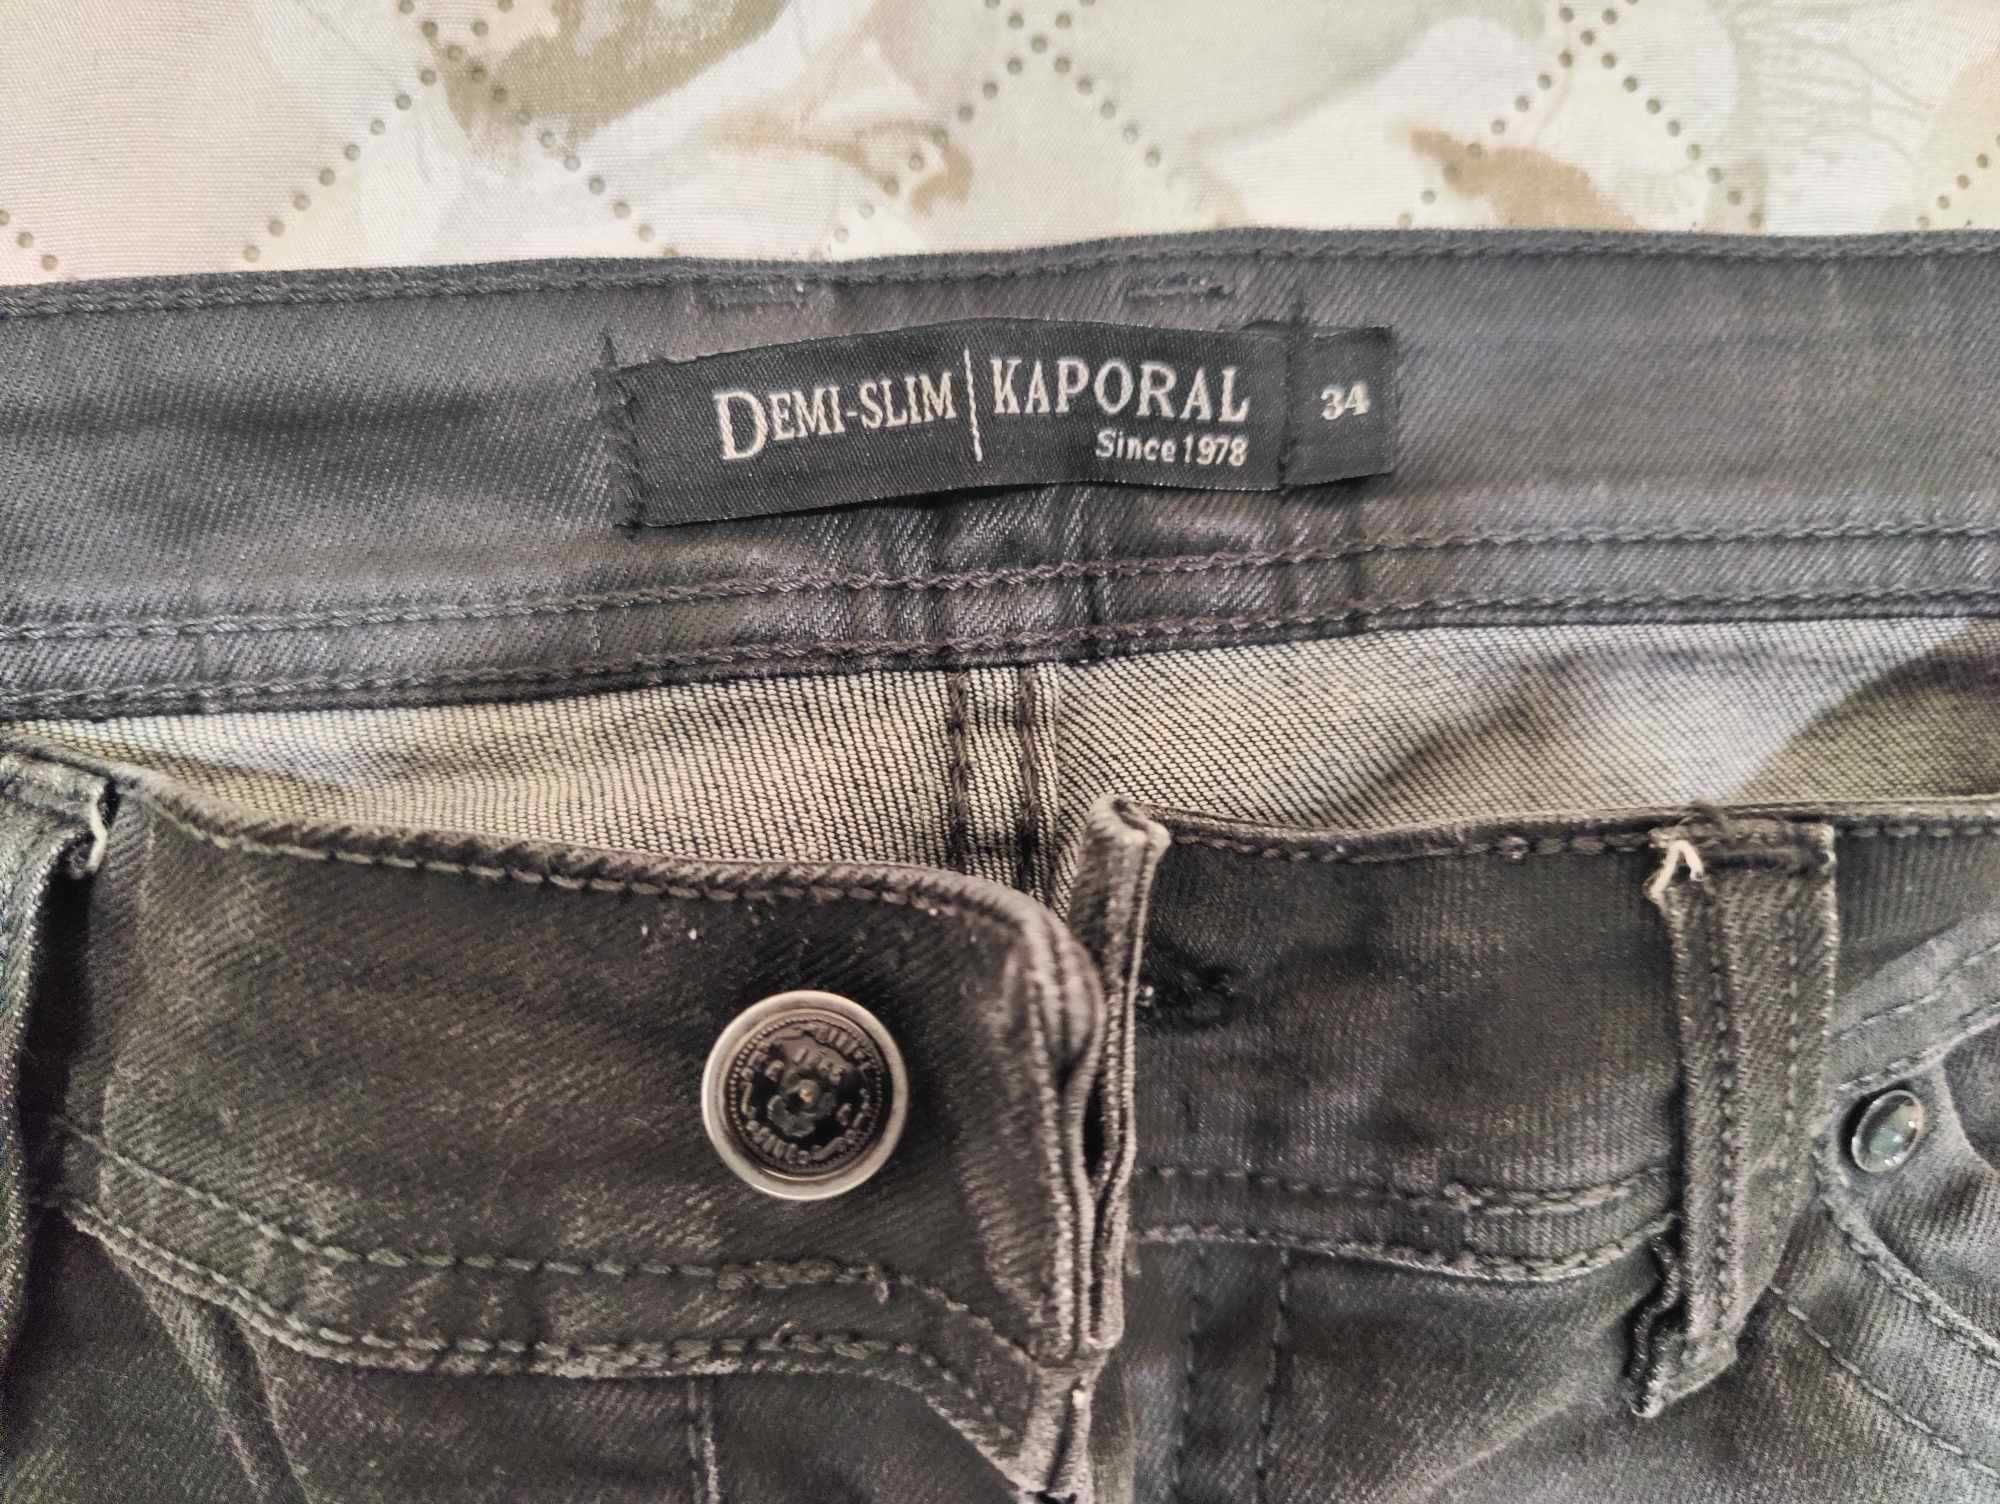 DEMI-SLIM | KAPORAL 34
Since 1978